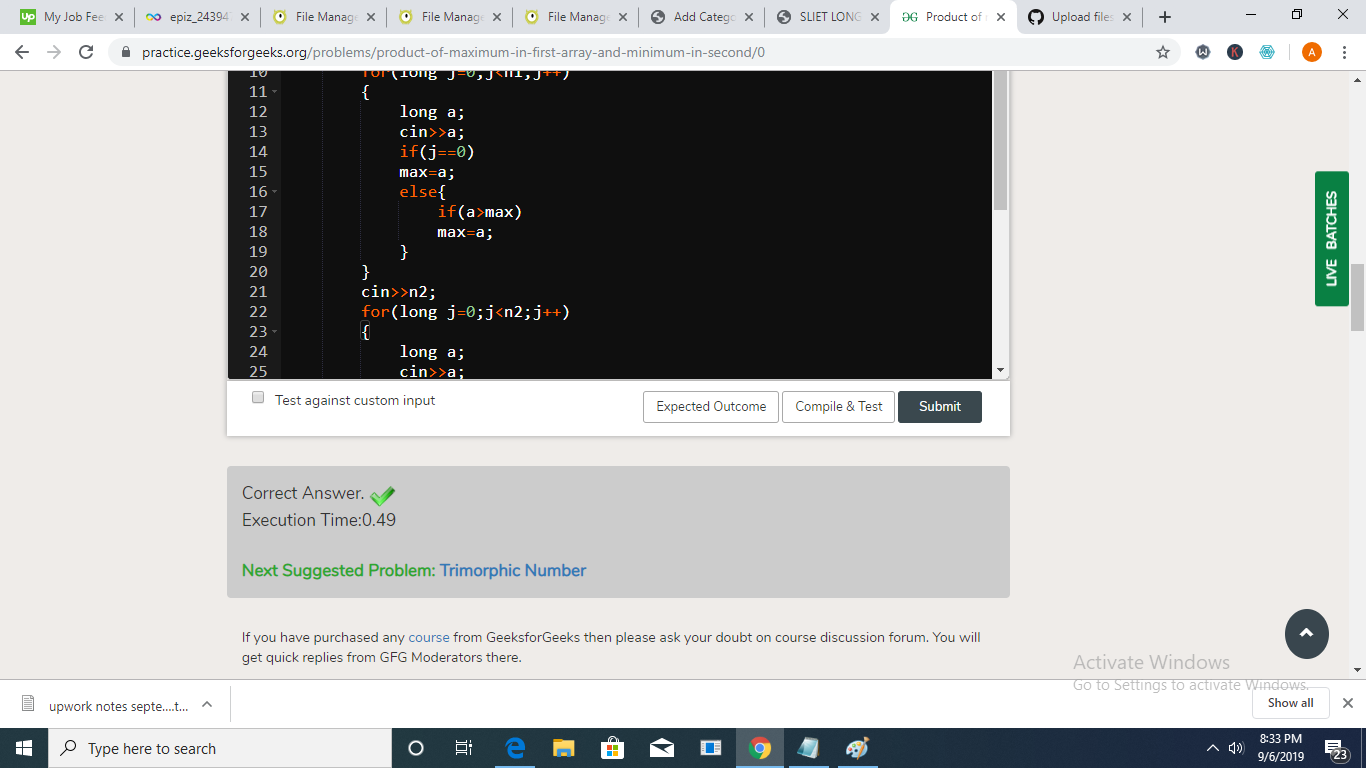 Up My Job Fee
epiz_24394
File Manage
File Manage
File Manage
Add Catego
SLIET LONG
Product of
Upload files
practice.geeksforgeeks.org/problems/product-of-maximum-in-first-array-and-minimum-in-second/0
A
10 for(long j=0;j<n1;j++)
11 {
12 long a;
13 cin>>a;
14 if(j==0)
15 max=a;
16 else{
17 if(a>max)
18 max=a;
19 }
20 }
21 cin>>n2;
22 for(long j=0;j<n2;j++)
23 {
24 long a;
25 cin>>a;
LIVE BATCHES
Test against custom input
Expected Outcome
Compile & Test
Submit
Correct Answer.
Execution Time:0.49
Next Suggested Problem: Trimorphic Number
If you have purchased any course from GeeksforGeeks then please ask your doubt on course discussion forum. You will
get quick replies from GFG Moderators there.
Activate Windows
Go to Settings to activate Windows.
upwork notes septe....t...
Show all
Type here to search
8:33 PM
9/6/2019
23